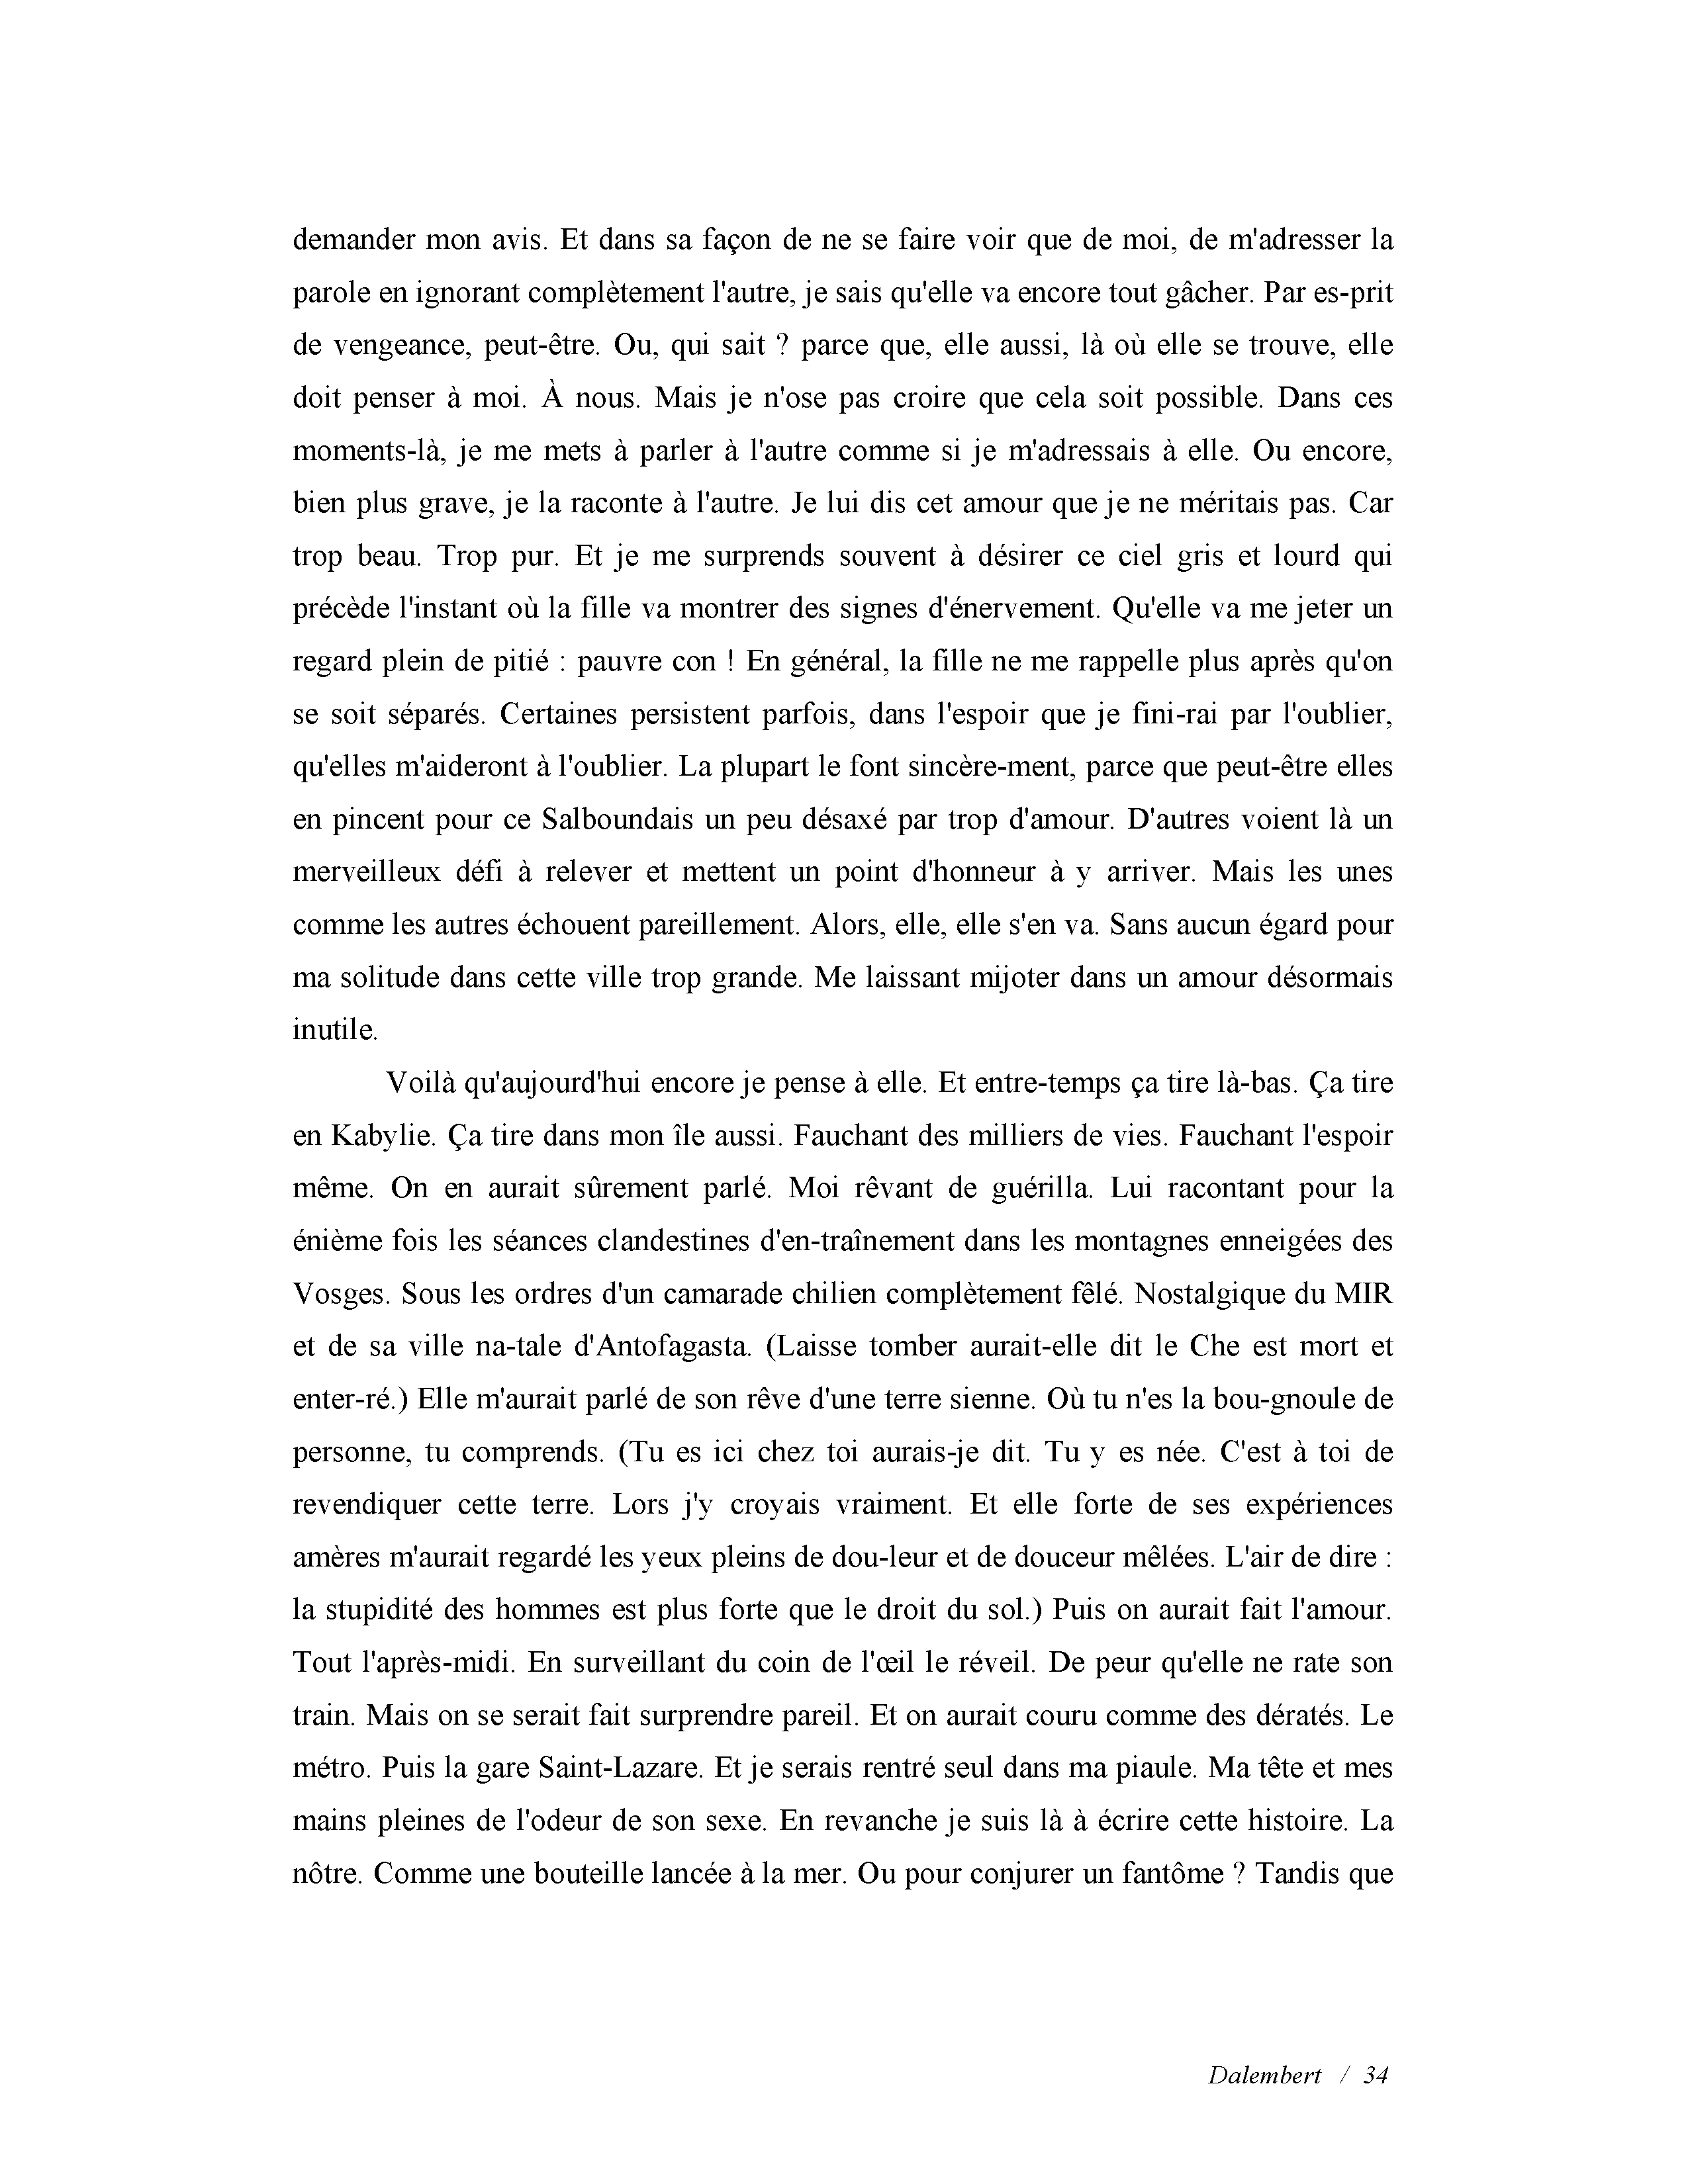 demander mon avis. Et dans sa façon de ne se faire voir que de moi, de m'adresser la
parole en ignorant complètement l'autre, je sais qu'elle va encore tout gâcher. Par es-prit
de vengeance, peut-être. Ou, qui sait ? parce que, elle aussi, là où elle se trouve, elle
doit penser à moi. À nous. Mais je n'ose pas croire que cela soit possible. Dans ces
moments-là, je me mets à parler à l'autre comme si je m'adressais à elle. Ou encore,
bien plus grave, je la raconte à l'autre. Je lui dis cet amour que je ne méritais pas. Car
trop beau. Trop pur. Et je me surprends souvent à désirer ce ciel gris et lourd qui
précède l'instant où la fille va montrer des signes d'énervement. Qu'elle va me jeter un
regard plein de pitié : pauvre con ! En général, la fille ne me rappelle plus après qu'on
se soit séparés. Certaines persistent parfois, dans l'espoir que je fini-rai par l'oublier,
qu'elles m'aideront à l'oublier. La plupart le font sincère-ment, parce que peut-être elles
en pincent pour ce Salboundais un peu désaxé par trop d'amour. D'autres voient là un
merveilleux défi à relever et mettent un point d'honneur à y arriver. Mais les unes
comme les autres échouent pareillement. Alors, elle, elle s'en va. Sans aucun égard pour
ma solitude dans cette ville trop grande. Me laissant mijoter dans un amour désormais
inutile.
Voilà qu'aujourd'hui encore je pense à elle. Et entre-temps ça tire là-bas. Ça tire
en Kabylie. Ça tire dans mon île aussi. Fauchant des milliers de vies. Fauchant l'espoir
même. On en aurait sûrement parlé. Moi rêvant de guérilla. Lui racontant pour la
énième fois les séances clandestines d'en-traînement dans les montagnes enneigées des
Vosges. Sous les ordres d'un camarade chilien complètement fêlé. Nostalgique du MIR
et de sa ville na-tale d'Antofagasta. (Laisse tomber aurait-elle dit le Che est mort et
enter-ré.) Elle m'aurait parlé de son rêve d'une terre sienne. Où tu n'es la bou-gnoule de
personne, tu comprends. (Tu es ici chez toi aurais-je dit. Tu y es née. C'est à toi de
revendiquer cette terre. Lors j'y croyais vraiment. Et elle forte de ses expériences
amères m'aurait regardé les yeux pleins de dou-leur et de douceur mêlées. L'air de dire :
la stupidité des hommes est plus forte que le droit du sol.) Puis on aurait fait l'amour.
Tout l'après-midi. En surveillant du coin de l'œil le réveil. De peur qu'elle ne rate son
train. Mais on se serait fait surprendre pareil. Et on aurait couru comme des dératés. Le
métro. Puis la gare Saint-Lazare. Et je serais rentré seul dans ma piaule. Ma tête et mes
mains pleines de l'odeur de son sexe. En revanche je suis là à écrire cette histoire. La
nôtre. Comme une bouteille lancée à la mer. Ou pour conjurer un fantôme ? Tandis que
Dalembert / 34